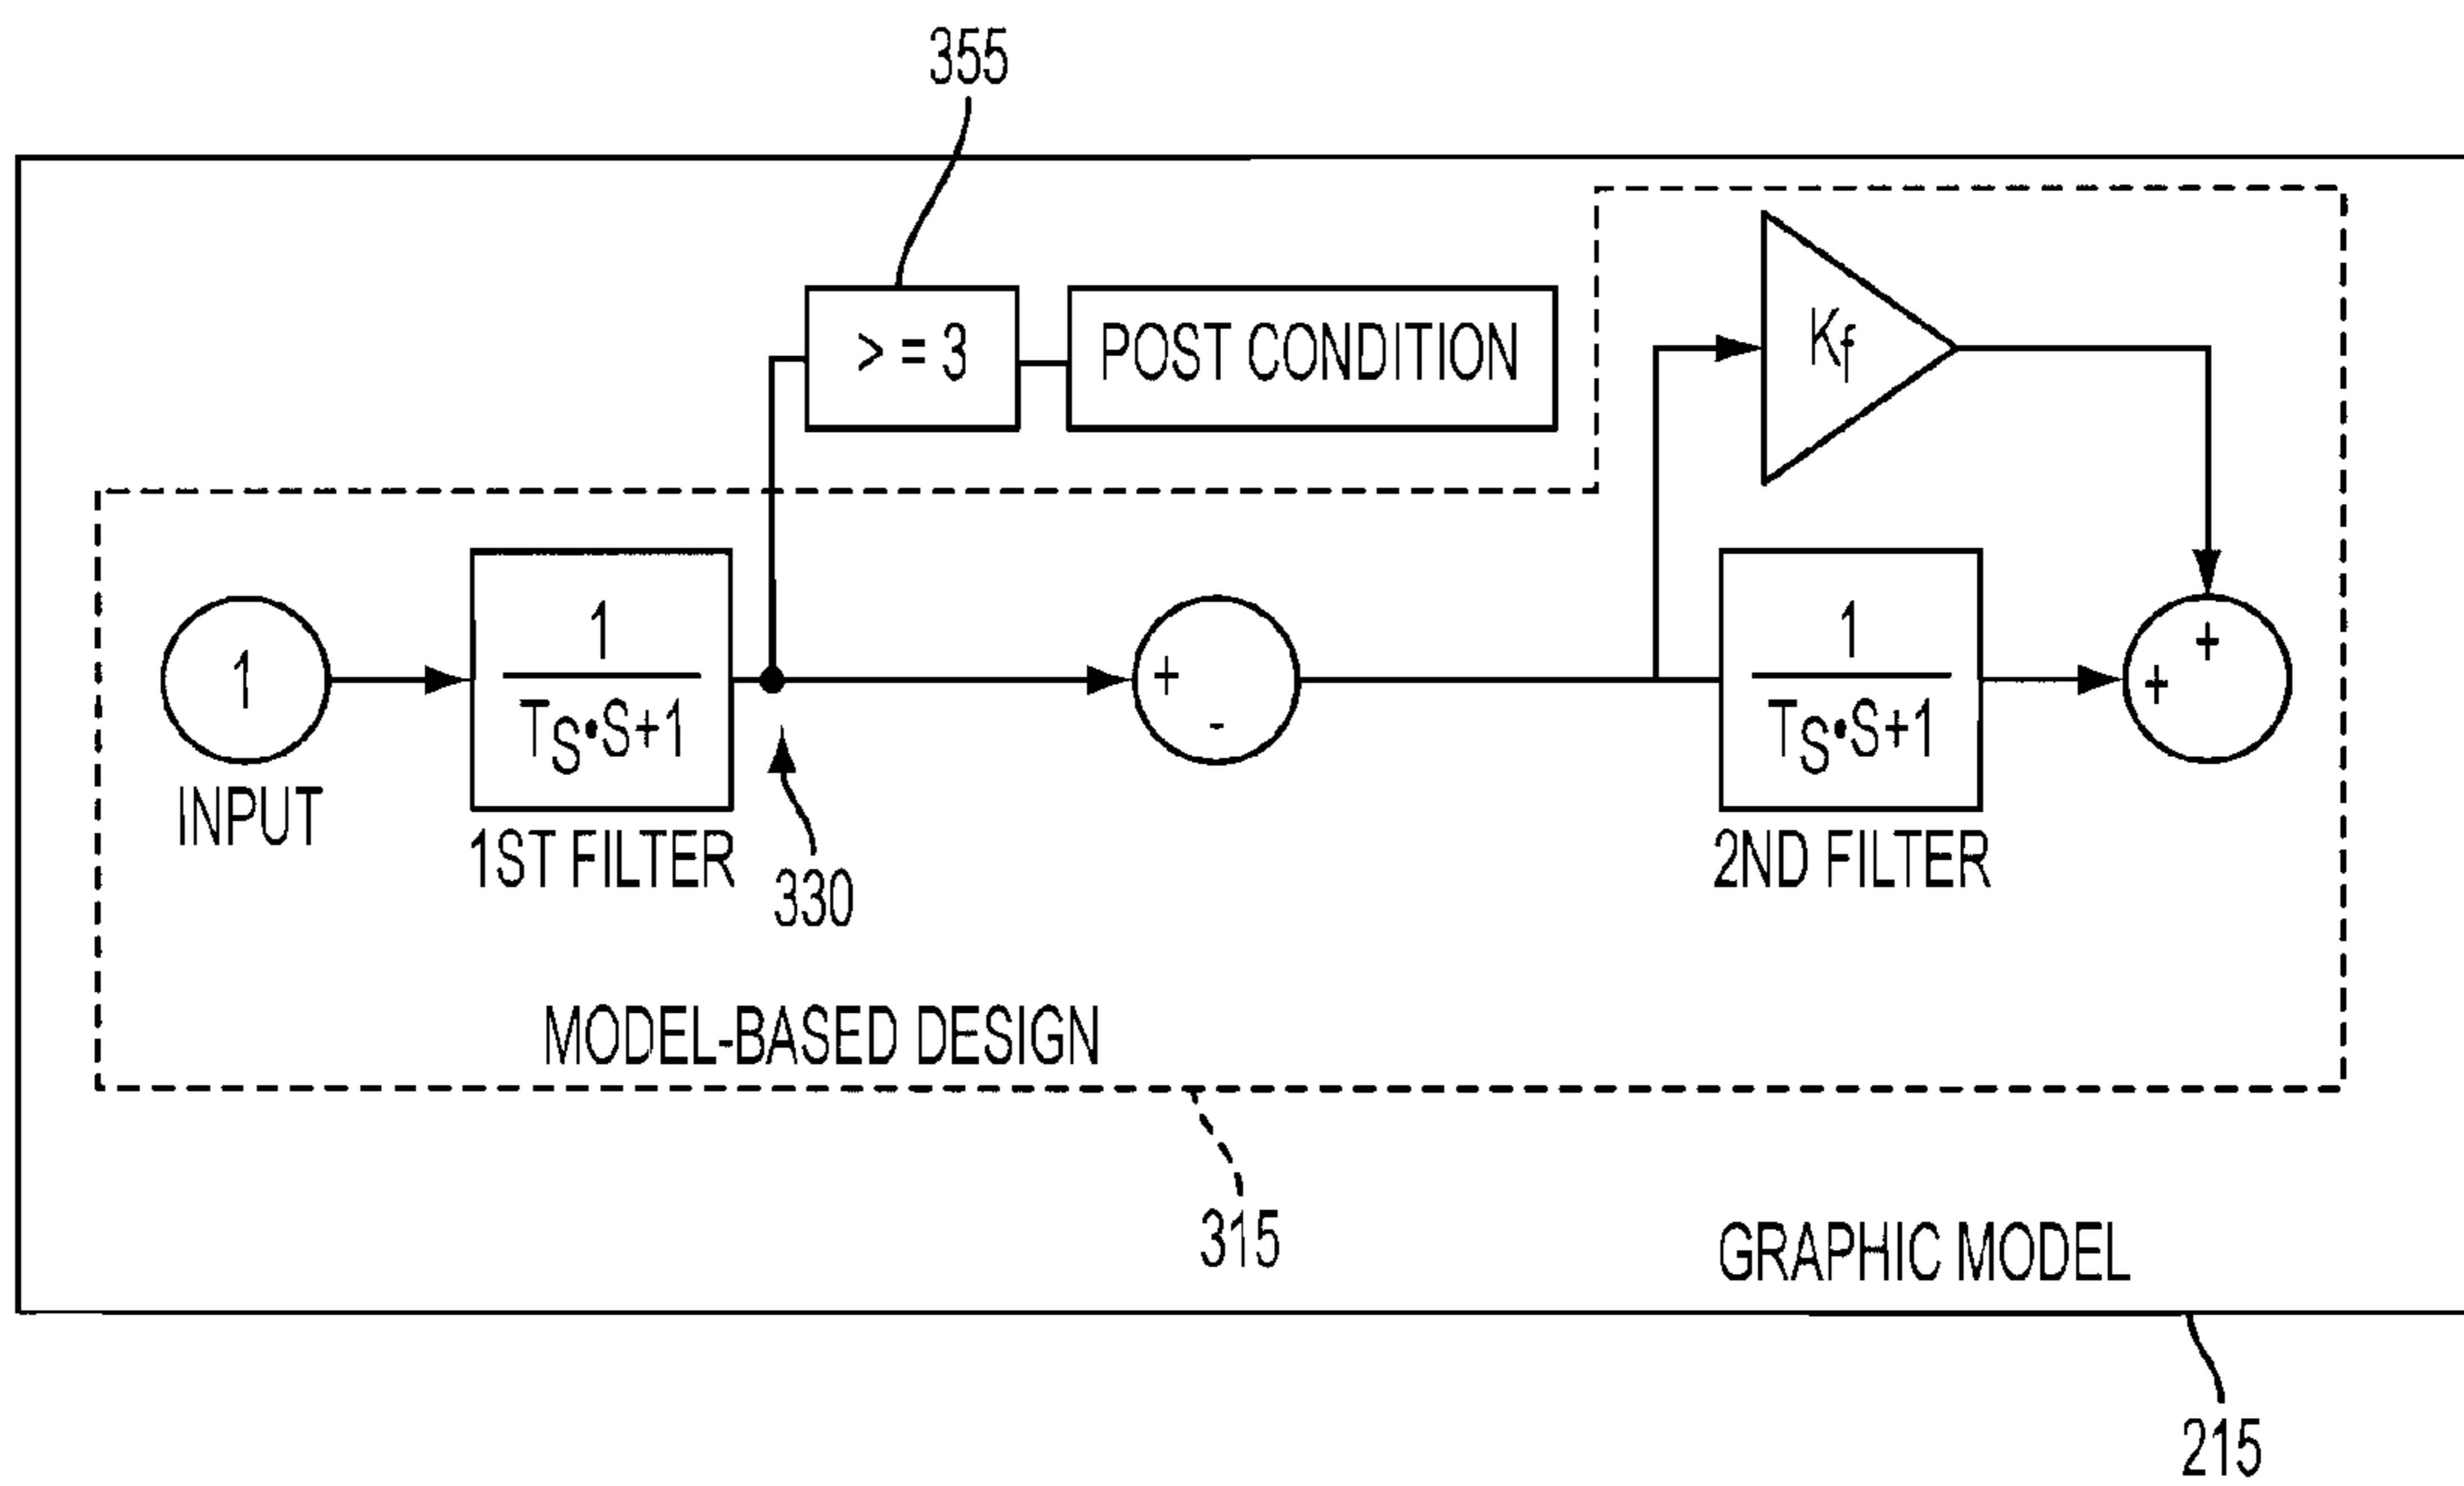 355
> = 3
POST CONDITION
Kf
1
INPUT
1
TS•S+1
1ST FILTER
330
+
-
1
TS•S+1
2ND FILTER
+
+
MODEL-BASED DESIGN
315
GRAPHIC MODEL
215